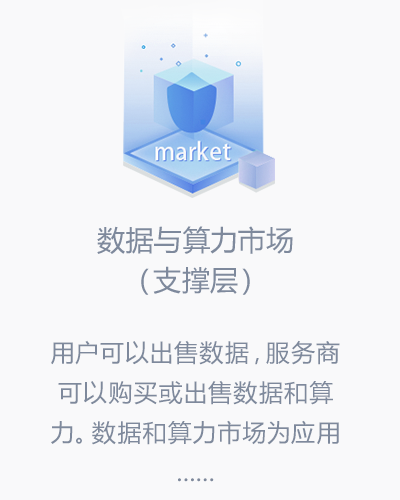 market
数据与算力市场
（支撑层）
用户可以出售数据，服务商
可以购买或出售数据和算
力。数据和算力市场为应用
......